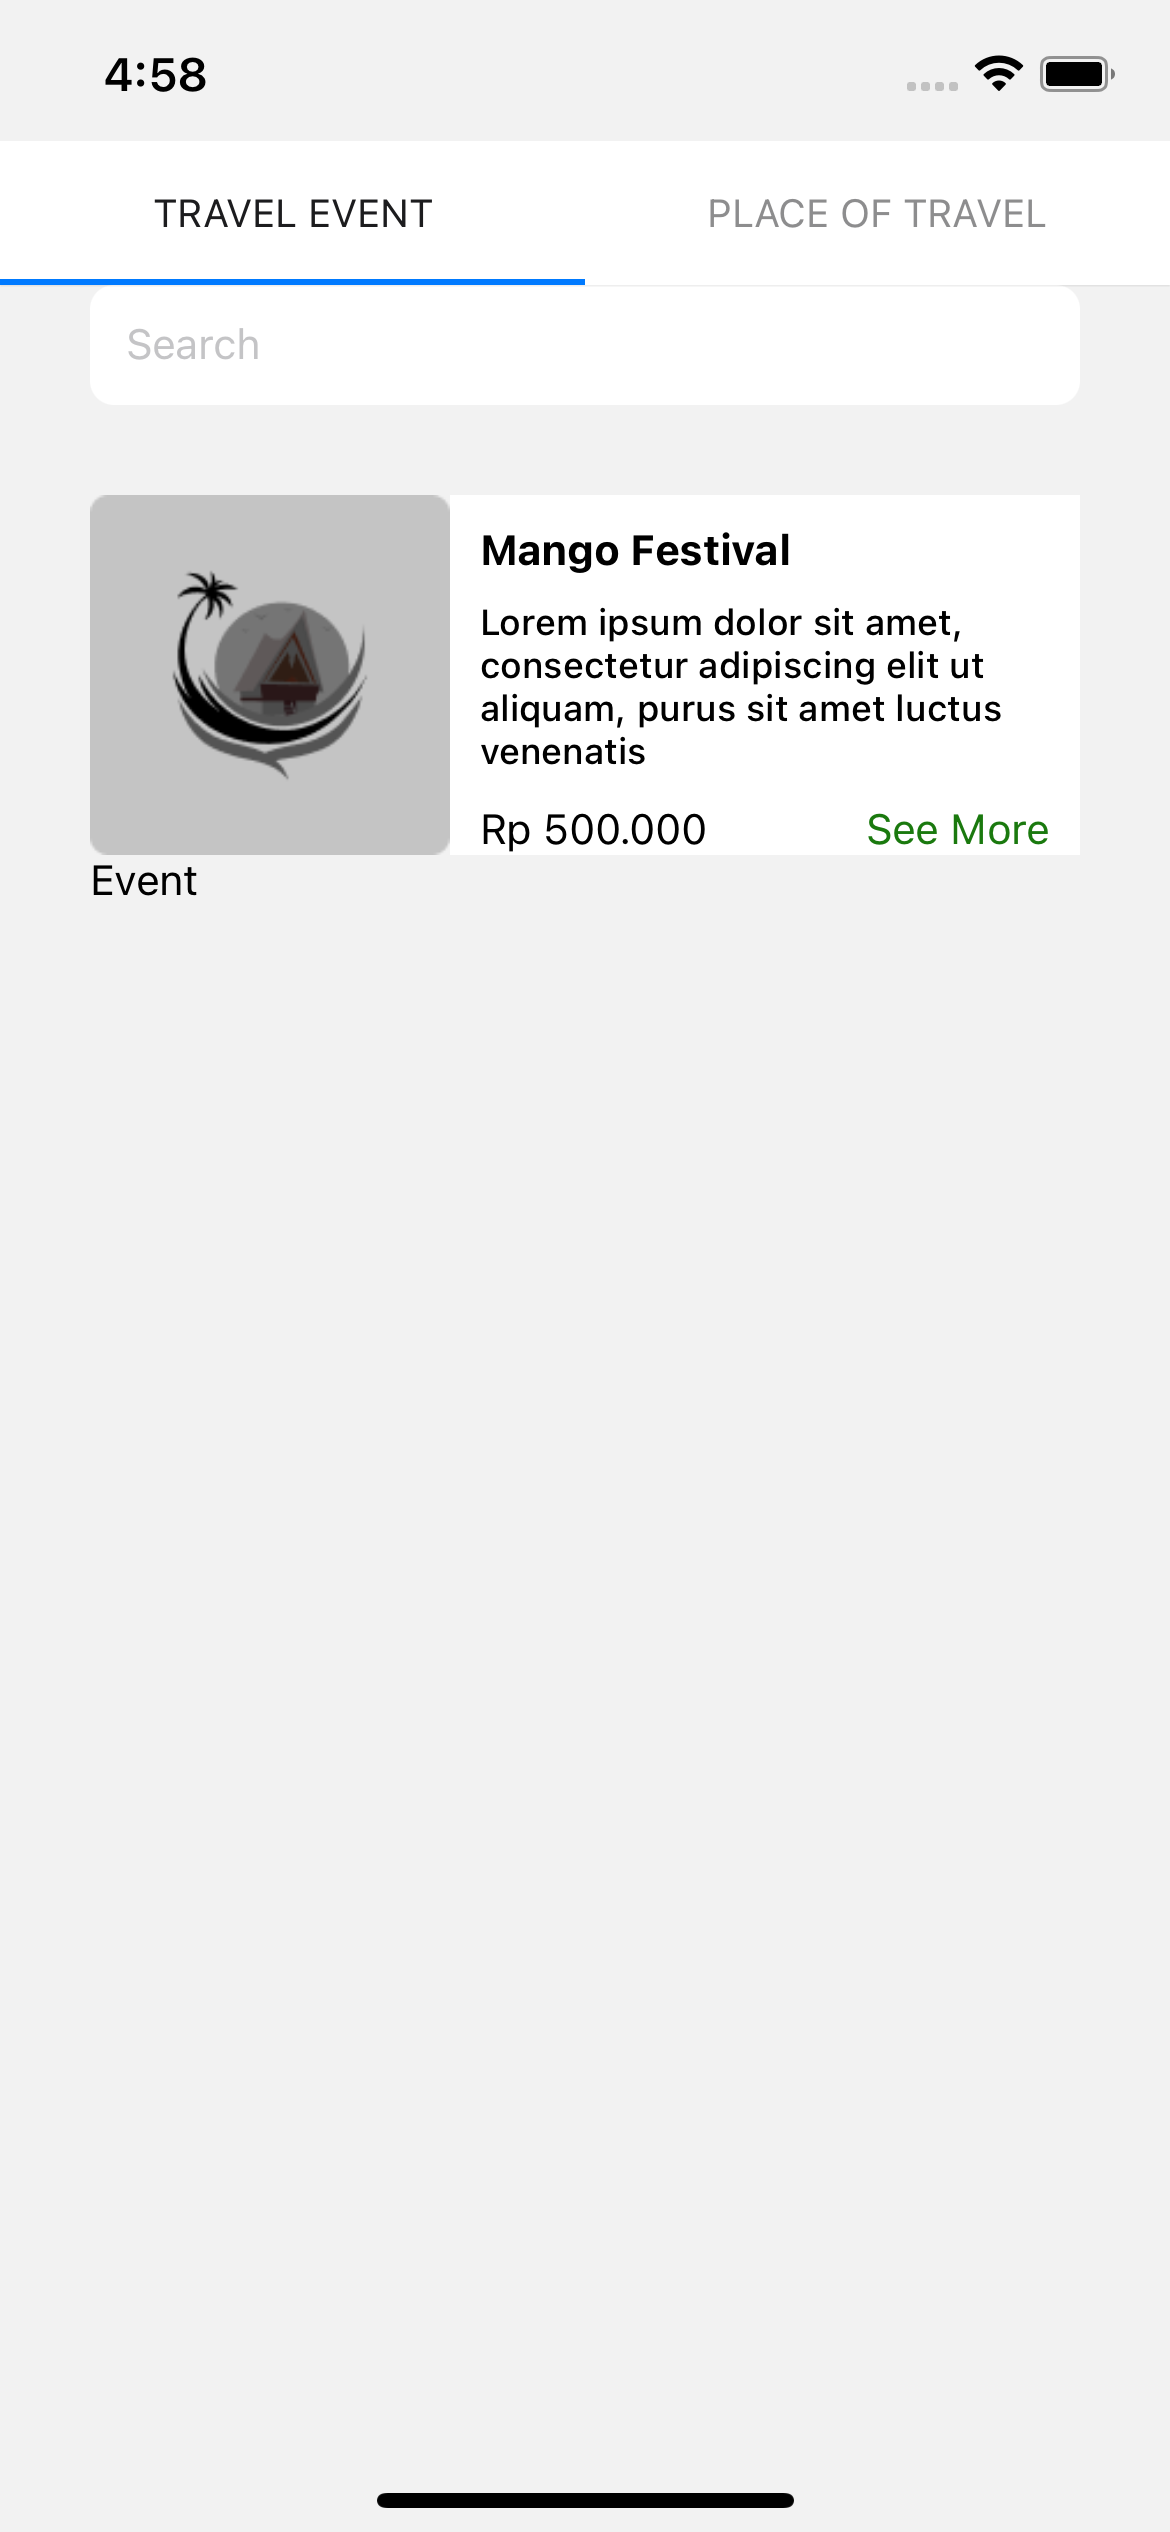 4:58
TRAVEL EVENT
PLACE OF TRAVEL
Search
Mango Festival
Lorem ipsum dolor sit amet,
consectetur adipiscing elit ut
aliquam, purus sit amet luctus
venenatis
Rp 500.000
See More
Event